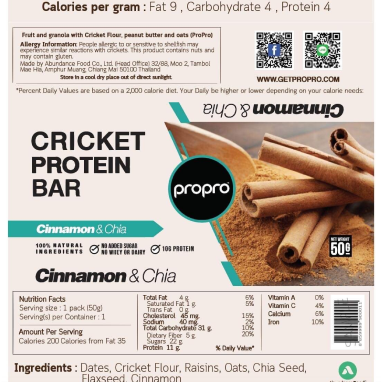 Calories per gram : Fat 9 , Carbohydrate 4 , Protein 4
Fruit and granola with Cricket Flour, peanut butter and oats (ProPro)
Allergy Information: People allergic to or sensitive to shellfish may
experience similar reactions with crickets. This product contains nuts and
may contain gluten.
Made by Abundance Food Co., Ltd. (Head Office) 32/88, Moo 2, Tambol
Mae Hia, Amphur Muang, Chiang Mai 50100 Thailand
Store in a cool dry place out of direct sunlight.
WWW.GETPROPRO.COM
*Percent Daily Values are based on a 2,000 calorie diet. Your Daily be higher or lower depending on your calorie needs:
Cinnamon & Chia
CRICKET
PROTEIN
BAR
propro
Cinnamon & Chia
100% NATURAL
INGREDIENTS
NO ADDED SUGAR
NO WHEY OR DAIRY
10G PROTEIN
NET WEIGHT
50g
Cinnamon & Chia
Nutrition Facts
Serving size : 1 pack (50g)
Serving(s) per Container : 1
Amount Per Serving
Calories 200 Calories from Fat 35
Total Fat 4 g 6%
Saturated Fat 1 g. 5%
Trans Fat 0 g.
Cholesterol 45 mg. 15%
Sodium 40 mg. 2%
Total Carbohydrate 31 g. 10%
Dietary Fiber 5 g. 20%
Sugars 22 g.
Protein 11 g. % Daily Value*
Vitamin A 0%
Vitamin C 4%
Calcium 6%
Iron 10%
Ingredients : Dates, Cricket Flour, Raisins, Oats, Chia Seed,
Flaxseed, Cinnamon